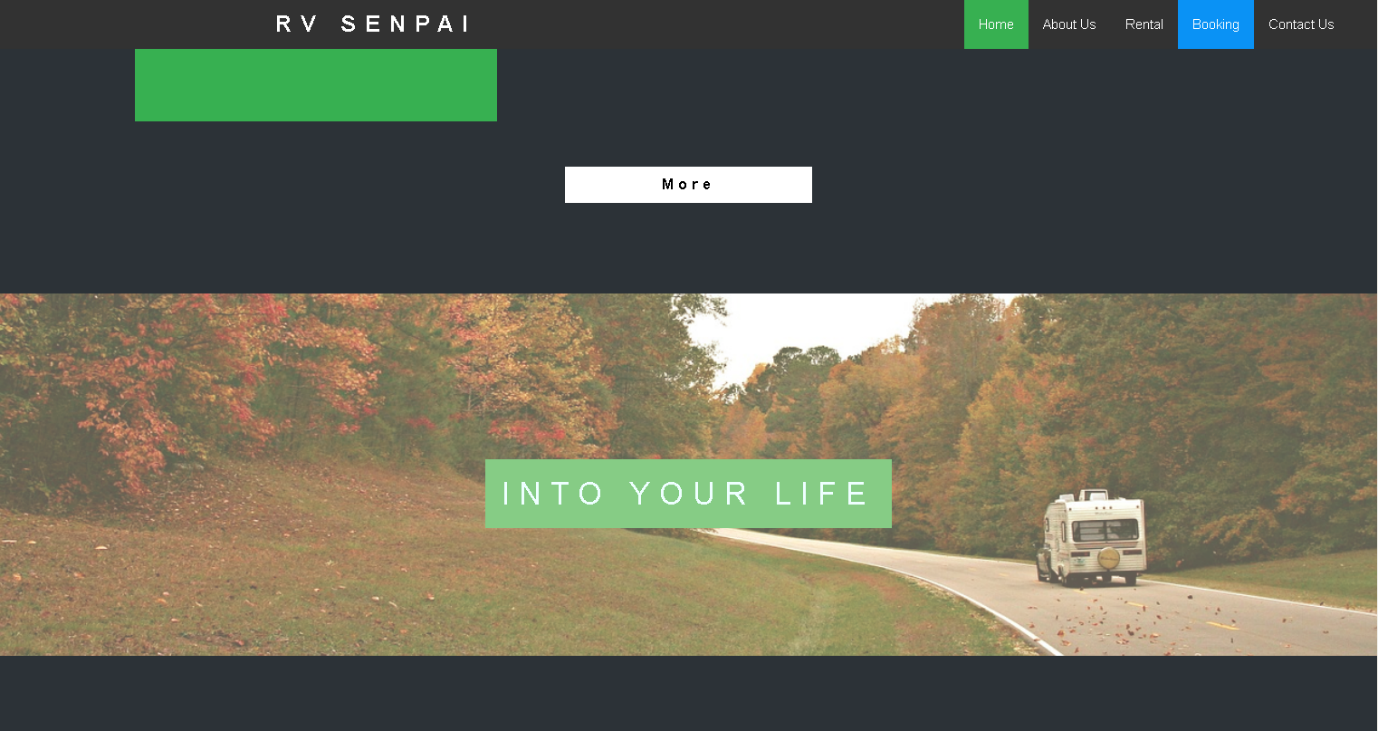 RV SENPAI
Home About Us Rental Booking Contact Us
More
INTO YOUR LIFE